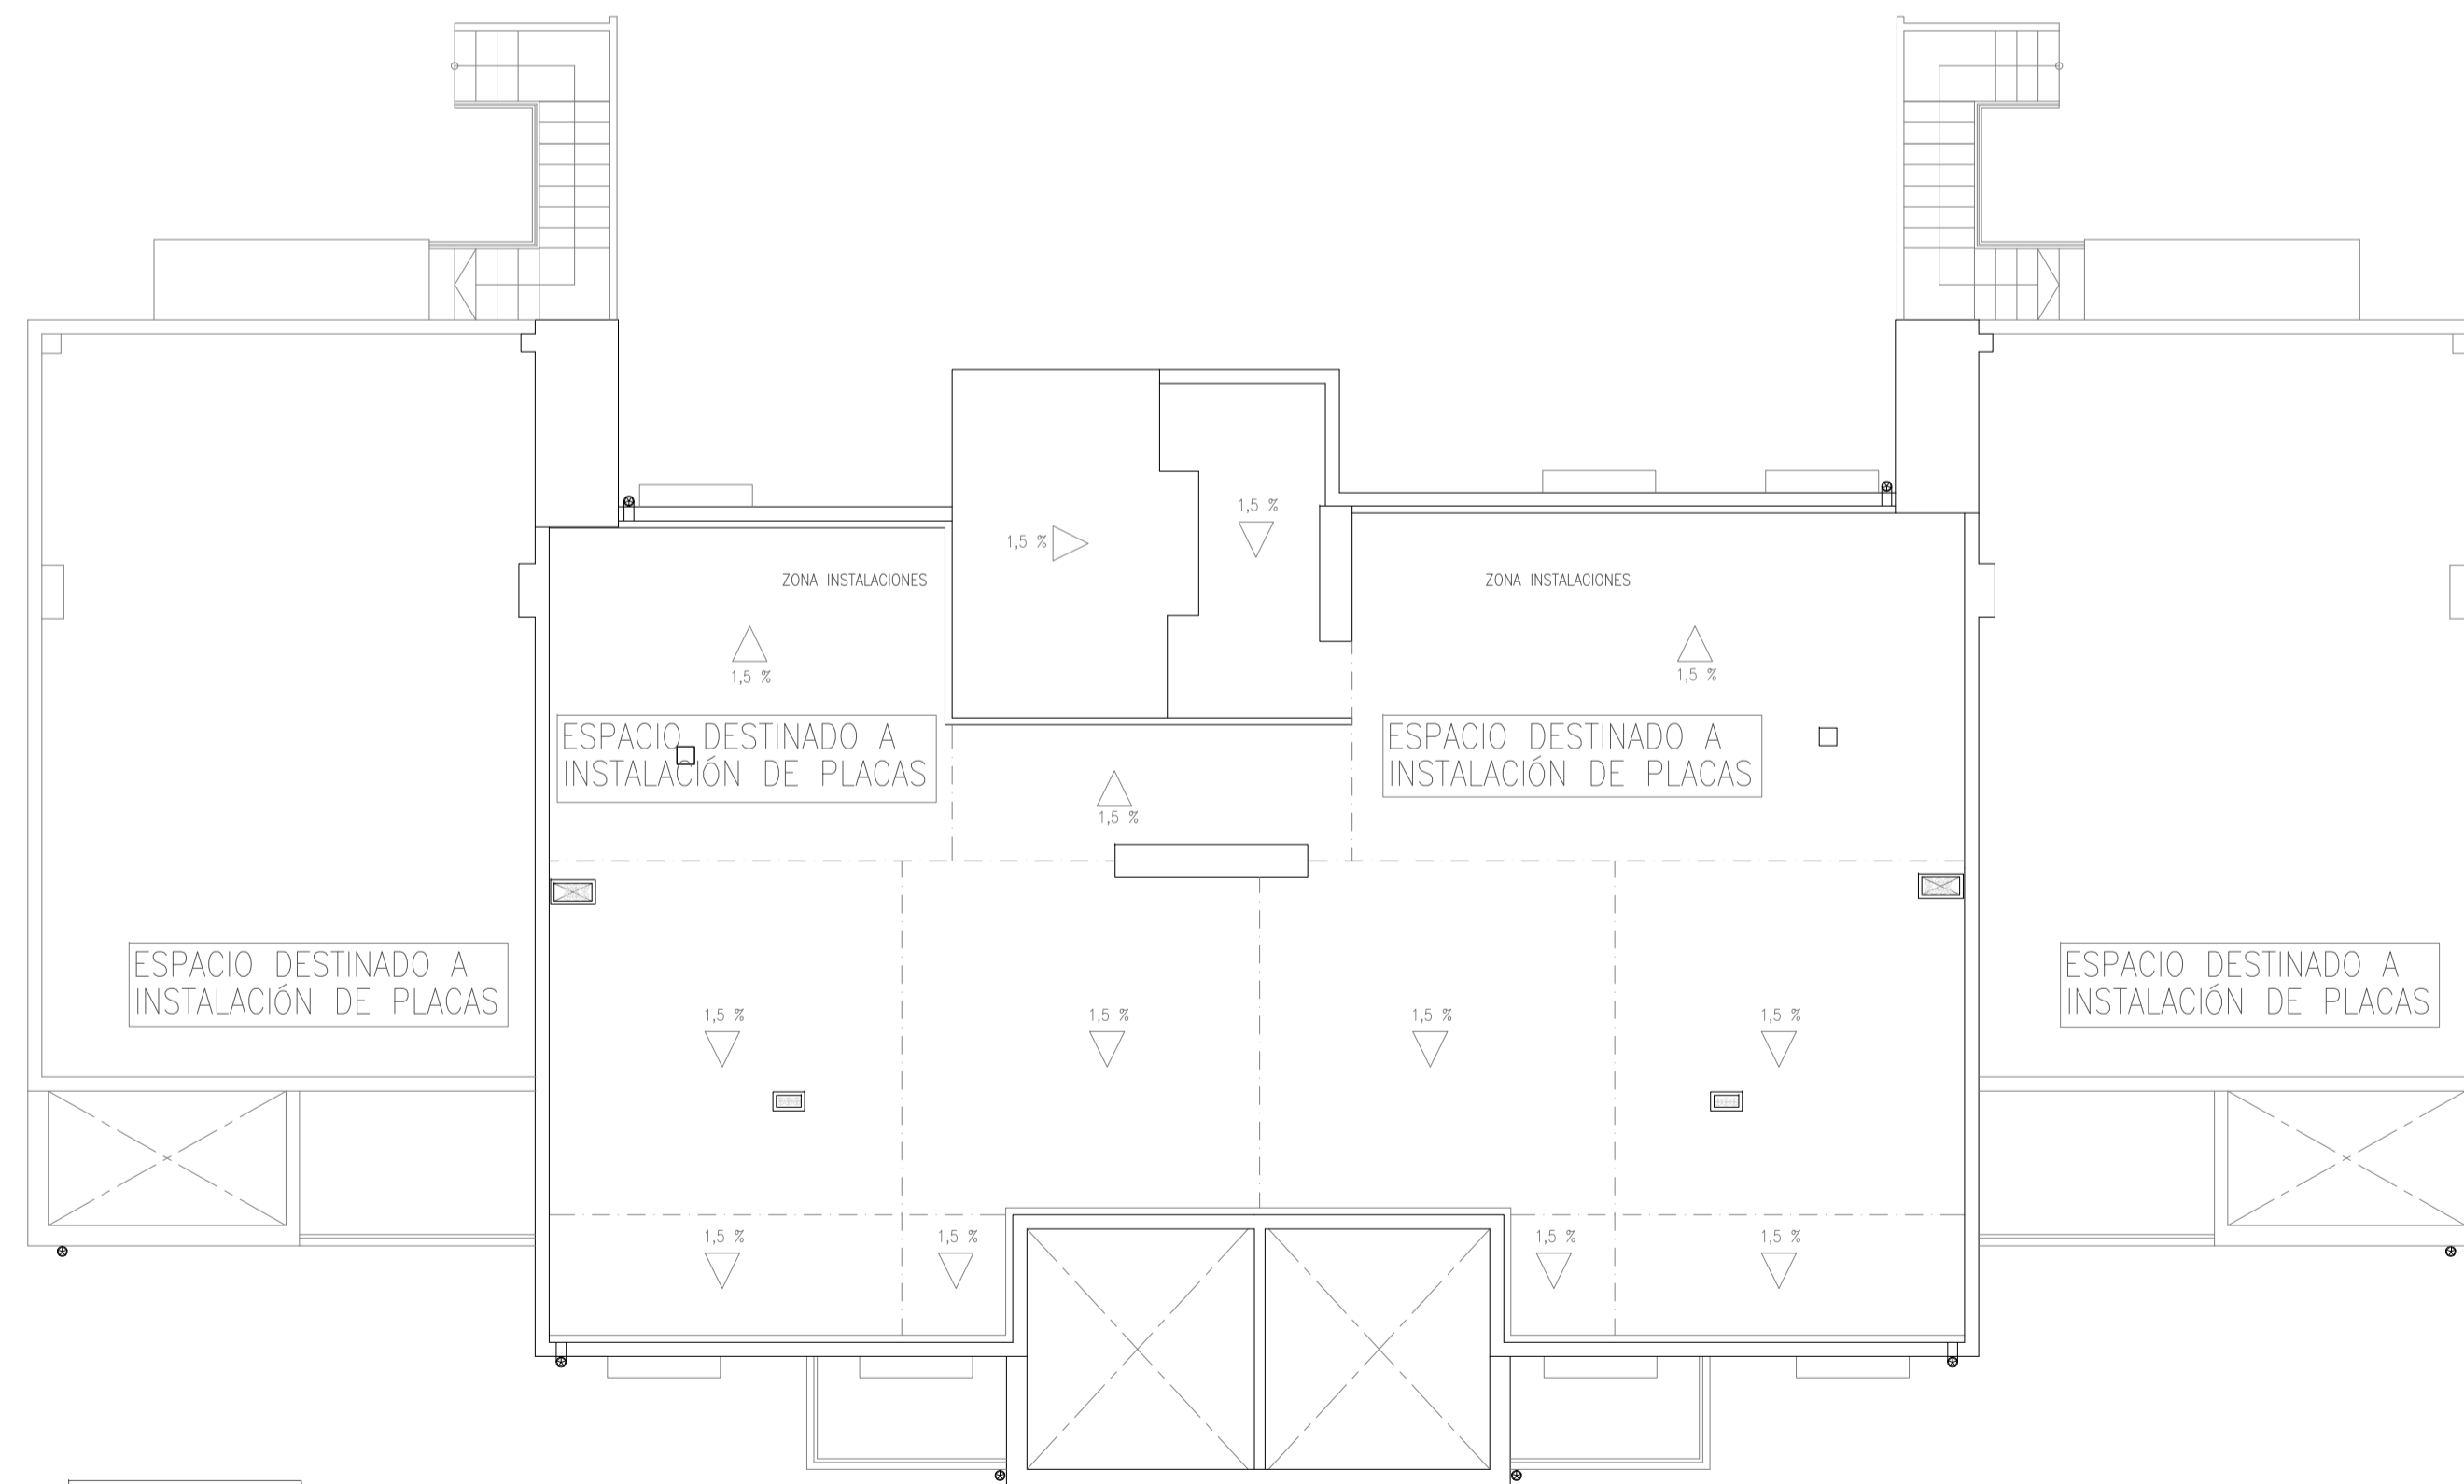 1,5 %
1,5 %
ZONA INSTALACIONES
ZONA INSTALACIONES
1,5 %
1,5 %
ESPACIO DESTINADO A
INSTALACIÓN DE PLACAS
ESPACIO DESTINADO A
INSTALACIÓN DE PLACAS
1,5 %
ESPACIO DESTINADO A
INSTALACIÓN DE PLACAS
ESPACIO DESTINADO A
INSTALACIÓN DE PLACAS
1,5 %
1,5 %
1,5 %
1,5 %
1,5 %
1,5 %
1,5 %
1,5 %